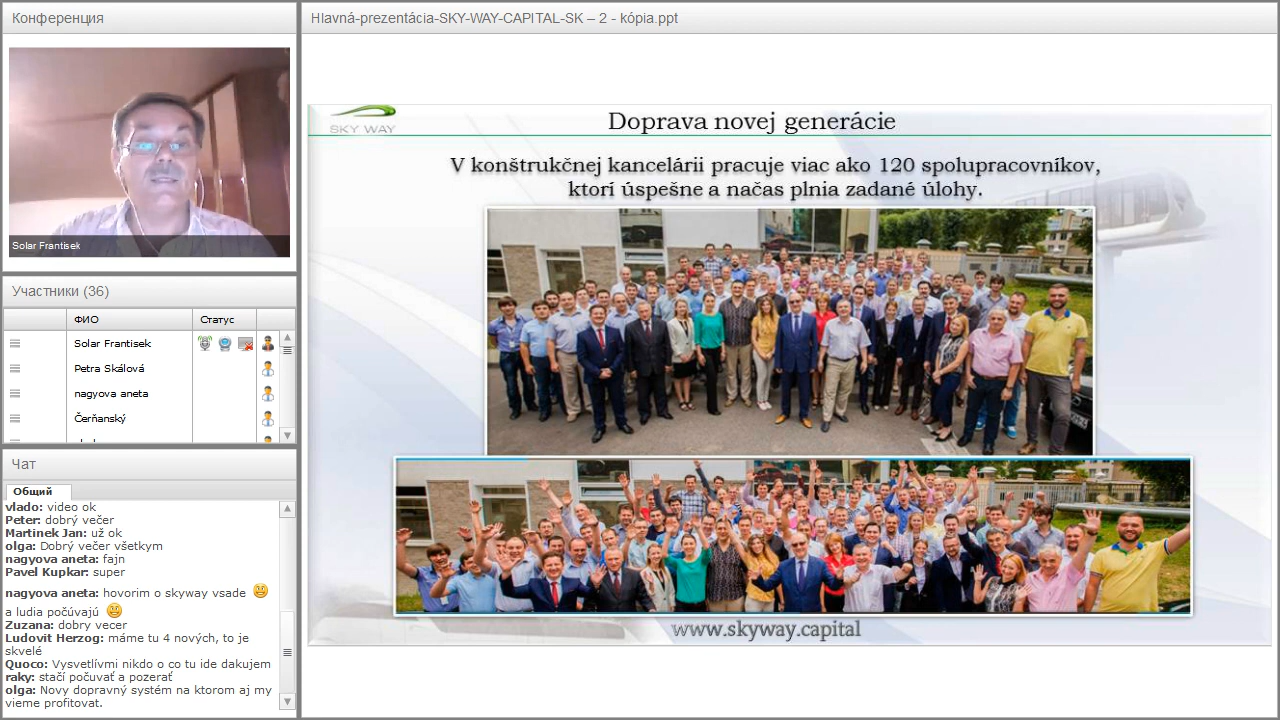 Конференция
Solar Frantisek
Участники (36)
ФИО
Статус
Solar Frantisek
Petra Skálová
nagyova aneta
Čerňanský
Чат
Общий
vlado: video ok
Peter: dobrý večer
Martinek Jan: už ok
olga: Dobrý večer všetkym
nagyova aneta: fajn
Pavel Kupkar: super
nagyova aneta: hovorim o skyway vsade
a ludia počúvajú
Zuzana: dobry vecer
Ludovit Herzog: máme tu 4 nových, to je
skvelé
Quoco: Vysvetlívmi nikdo o co tu ide dakujem
raky: stačí počuvať a pozerať
olga: Novy dopravný systém na ktorom aj my
vieme profitovat.
Hlavná-prezentácia-SKY-WAY-CAPITAL-SK – 2 - kópia.ppt
SKY WAY
Doprava novej generácie
V konštrukčnej kancelárii pracuje viac ako 120 spolupracovníkov,
ktorí úspešne a načas plnia zadané úlohy.
www.skyway.capital